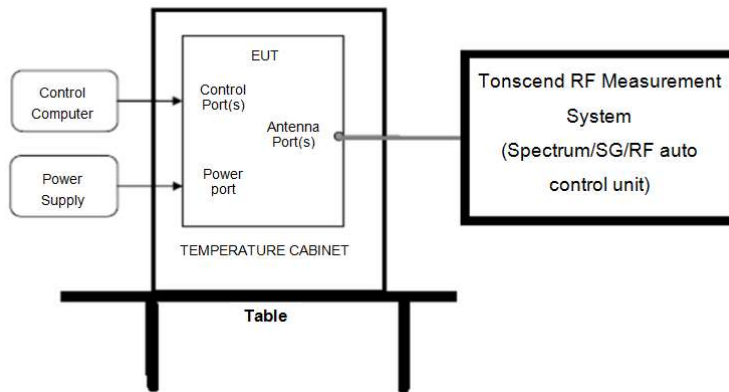 Control
Computer
Power
Supply
EUT
Control
Port(s)
Antenna
Port(s)
Power
port
TEMPERATURE CABINET
Table
Tonscend RF Measurement
System
(Spectrum/SG/RF auto
control unit)